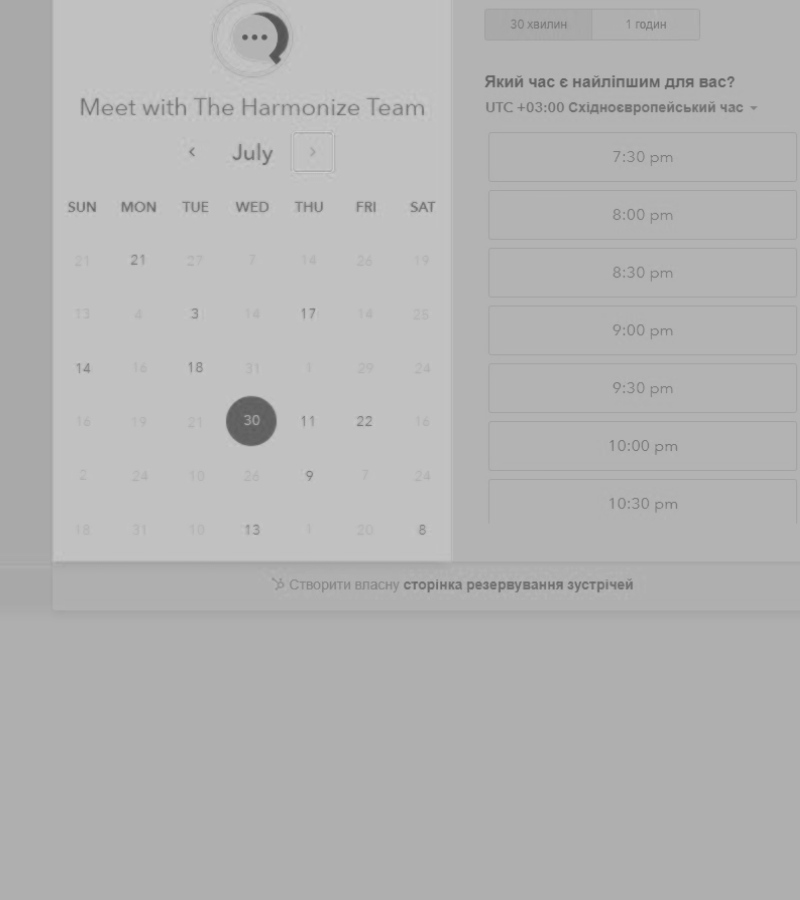 Meet with The Harmonize Team
July
SUN MON TUE WED THU FRI SAT
21 21 27 7 14 26 19
13 4 3 14 17 14 25
14 16 18 31 1 29 24
16 19 21 30 11 22 16
2 24 10 26 9 7 24
18 31 10 13 1 20 8
30 хвилин 1 годин
Який час є найліпшим для вас?
UTC +03:00 Східноєвропейський час
7:30 pm
8:00 pm
8:30 pm
9:00 pm
9:30 pm
10:00 pm
10:30 pm
Створити власну сторінка резервування зустрічей